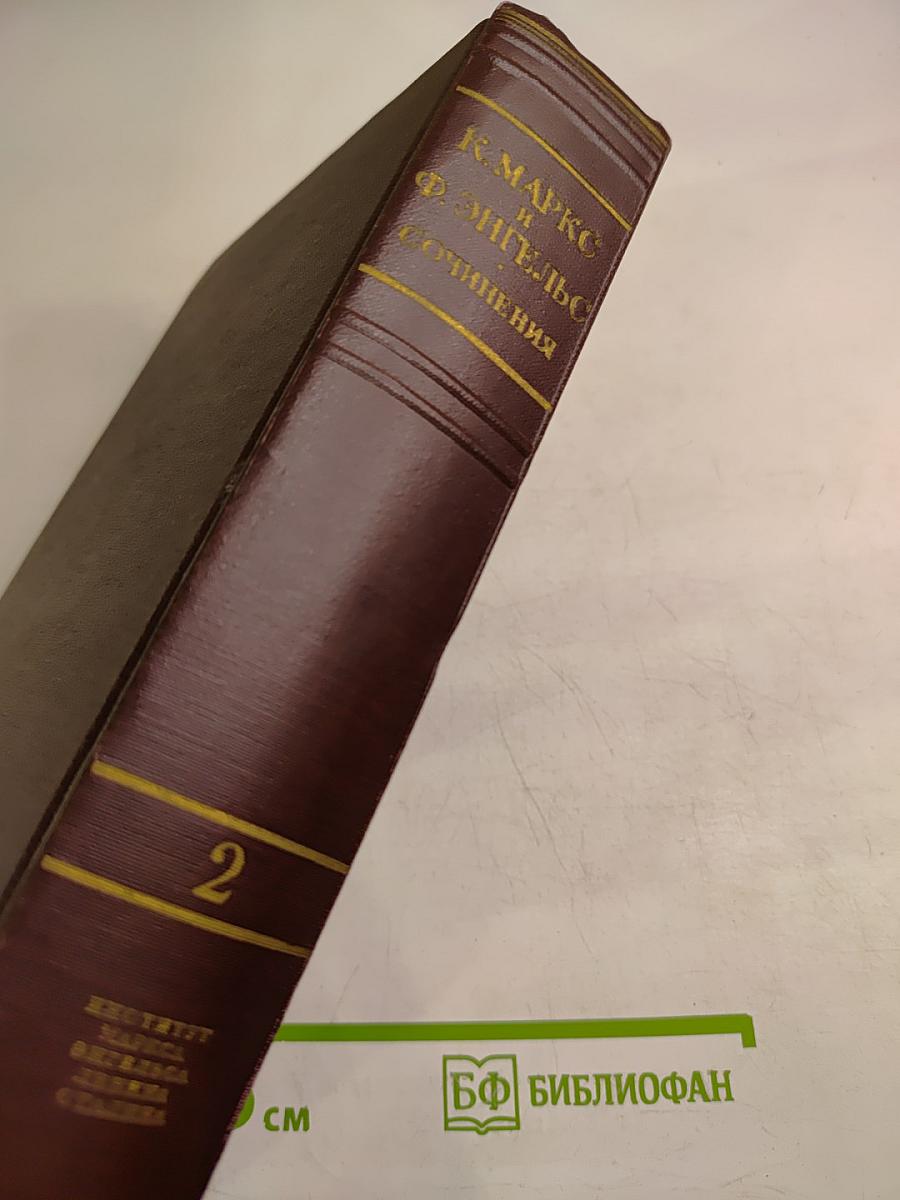 К. МАРКС
и
Ф. ЭНГЕЛЬС
СОЧИНЕНИЯ
2
ИНСТИТУТ
МАРКСА
ЭНГЕЛЬСА
ЛЕНИНА
СТАЛИНА
см
БФ БИБЛИОФАН